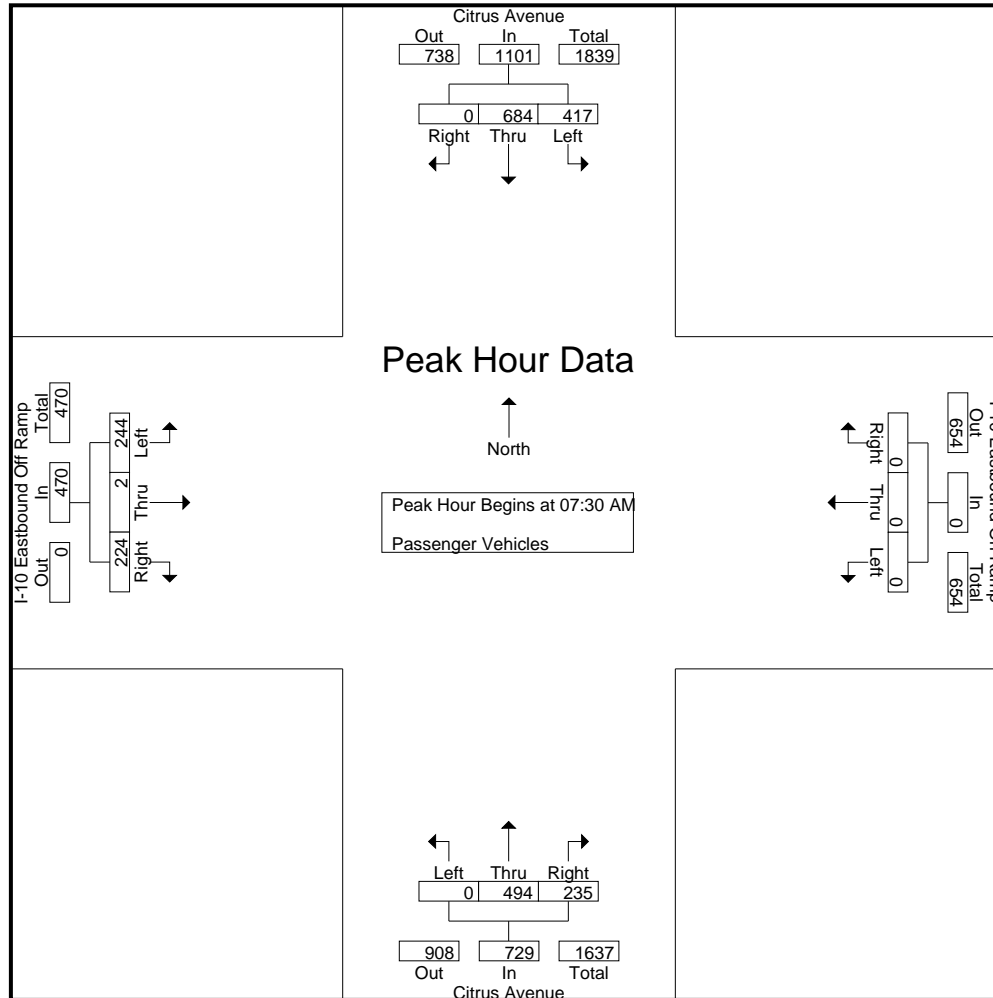 Citrus Avenue
Out In Total
738 1101 1839
0 684 417
Right Thru Left
Peak Hour Data
North
Peak Hour Begins at 07:30 AM
Passenger Vehicles
I-10 Eastbound Off Ramp
Total In Out
470 470 0
244 2 224
Left Thru Right
Out In Total
654 0 654
0 0 0
Right Thru Left
Left Thru Right
0 494 235
908 729 1637
Out In Total
Citrus Avenue